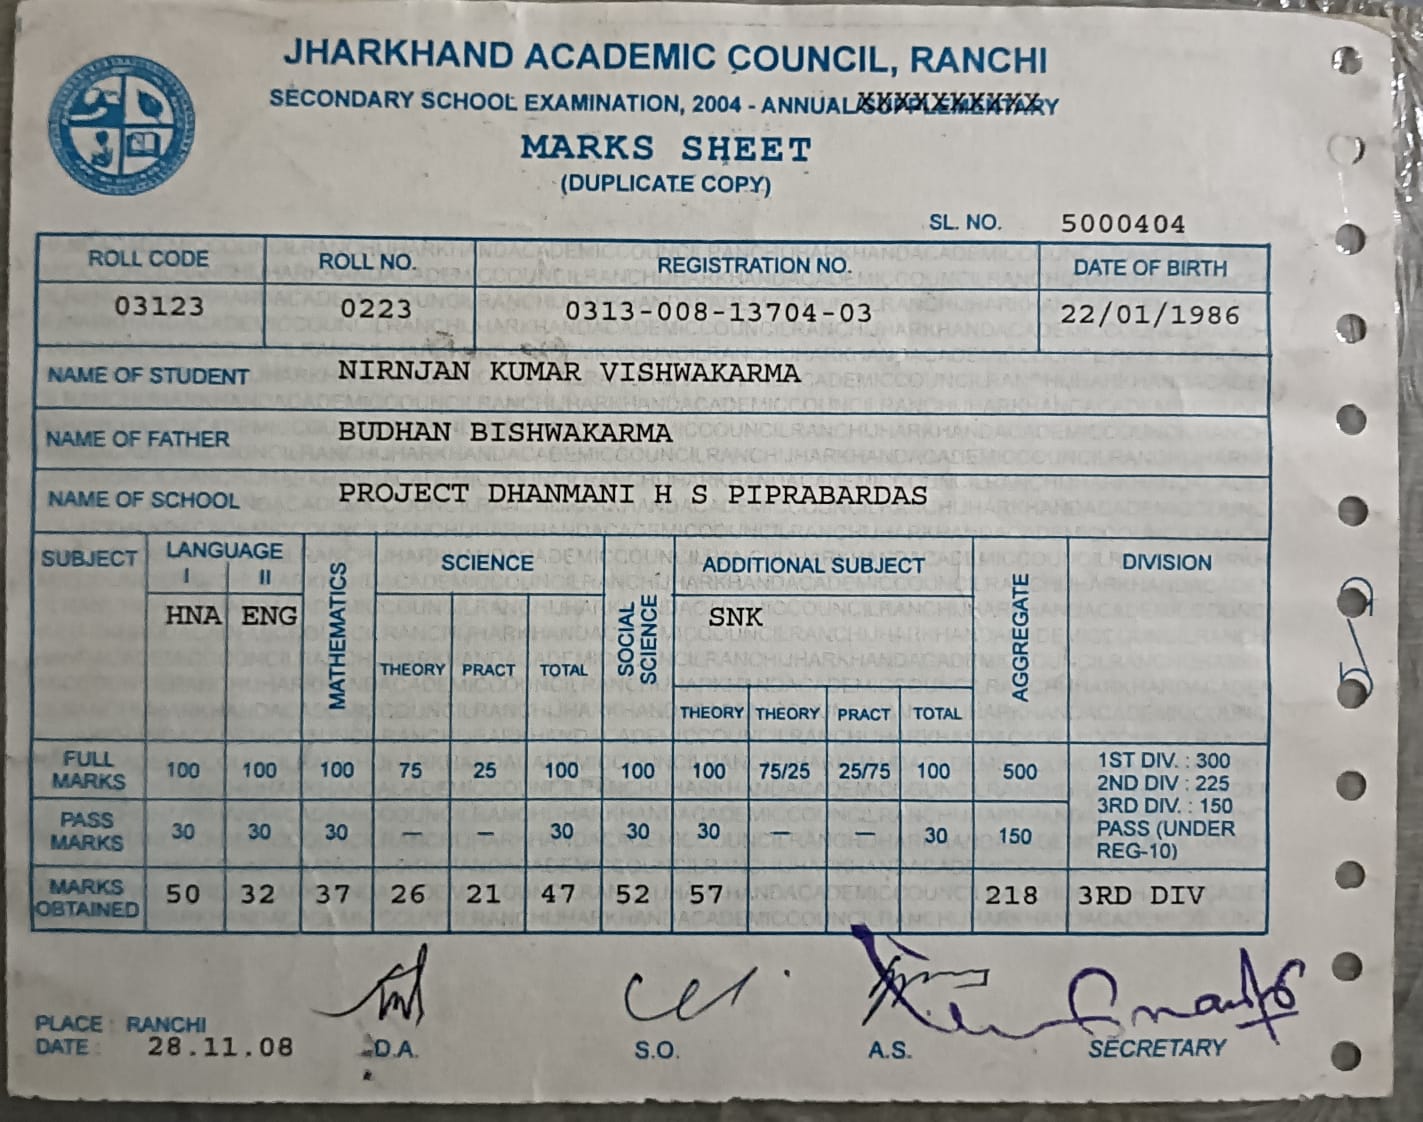 JHARKHAND ACADEMIC COUNCIL, RANCHI
SECONDARY SCHOOL EXAMINATION, 2004 - ANNUAL/SUPPLEMENTARY
MARKS SHEET
(DUPLICATE COPY)
SL. NO. 5000404
ROLL CODE ROLL NO. REGISTRATION NO. DATE OF BIRTH
03123 0223 0313-008-13704-03 22/01/1986
NAME OF STUDENT NIRNJAN KUMAR VISHWAKARMA
NAME OF FATHER BUDHAN BISHWAKARMA
NAME OF SCHOOL PROJECT DHANMANI H S PIPRABARDAS
SUBJECT LANGUAGE MATHEMATICS SCIENCE SOCIAL SCIENCE ADDITIONAL SUBJECT AGGREGATE DIVISION
I II
HNA ENG SNK
THEORY PRACT TOTAL
THEORY THEORY PRACT TOTAL
FULL MARKS 100 100 100 75 25 100 100 100 75/25 25/75 100 500
1ST DIV. : 300
2ND DIV : 225
3RD DIV. : 150
PASS (UNDER
REG-10)
PASS MARKS 30 30 30 — — 30 30 30 — — 30 150
MARKS OBTAINED 50 32 37 26 21 47 52 57 218 3RD DIV
PLACE : RANCHI
DATE : 28.11.08 D.A. S.O. A.S. SECRETARY